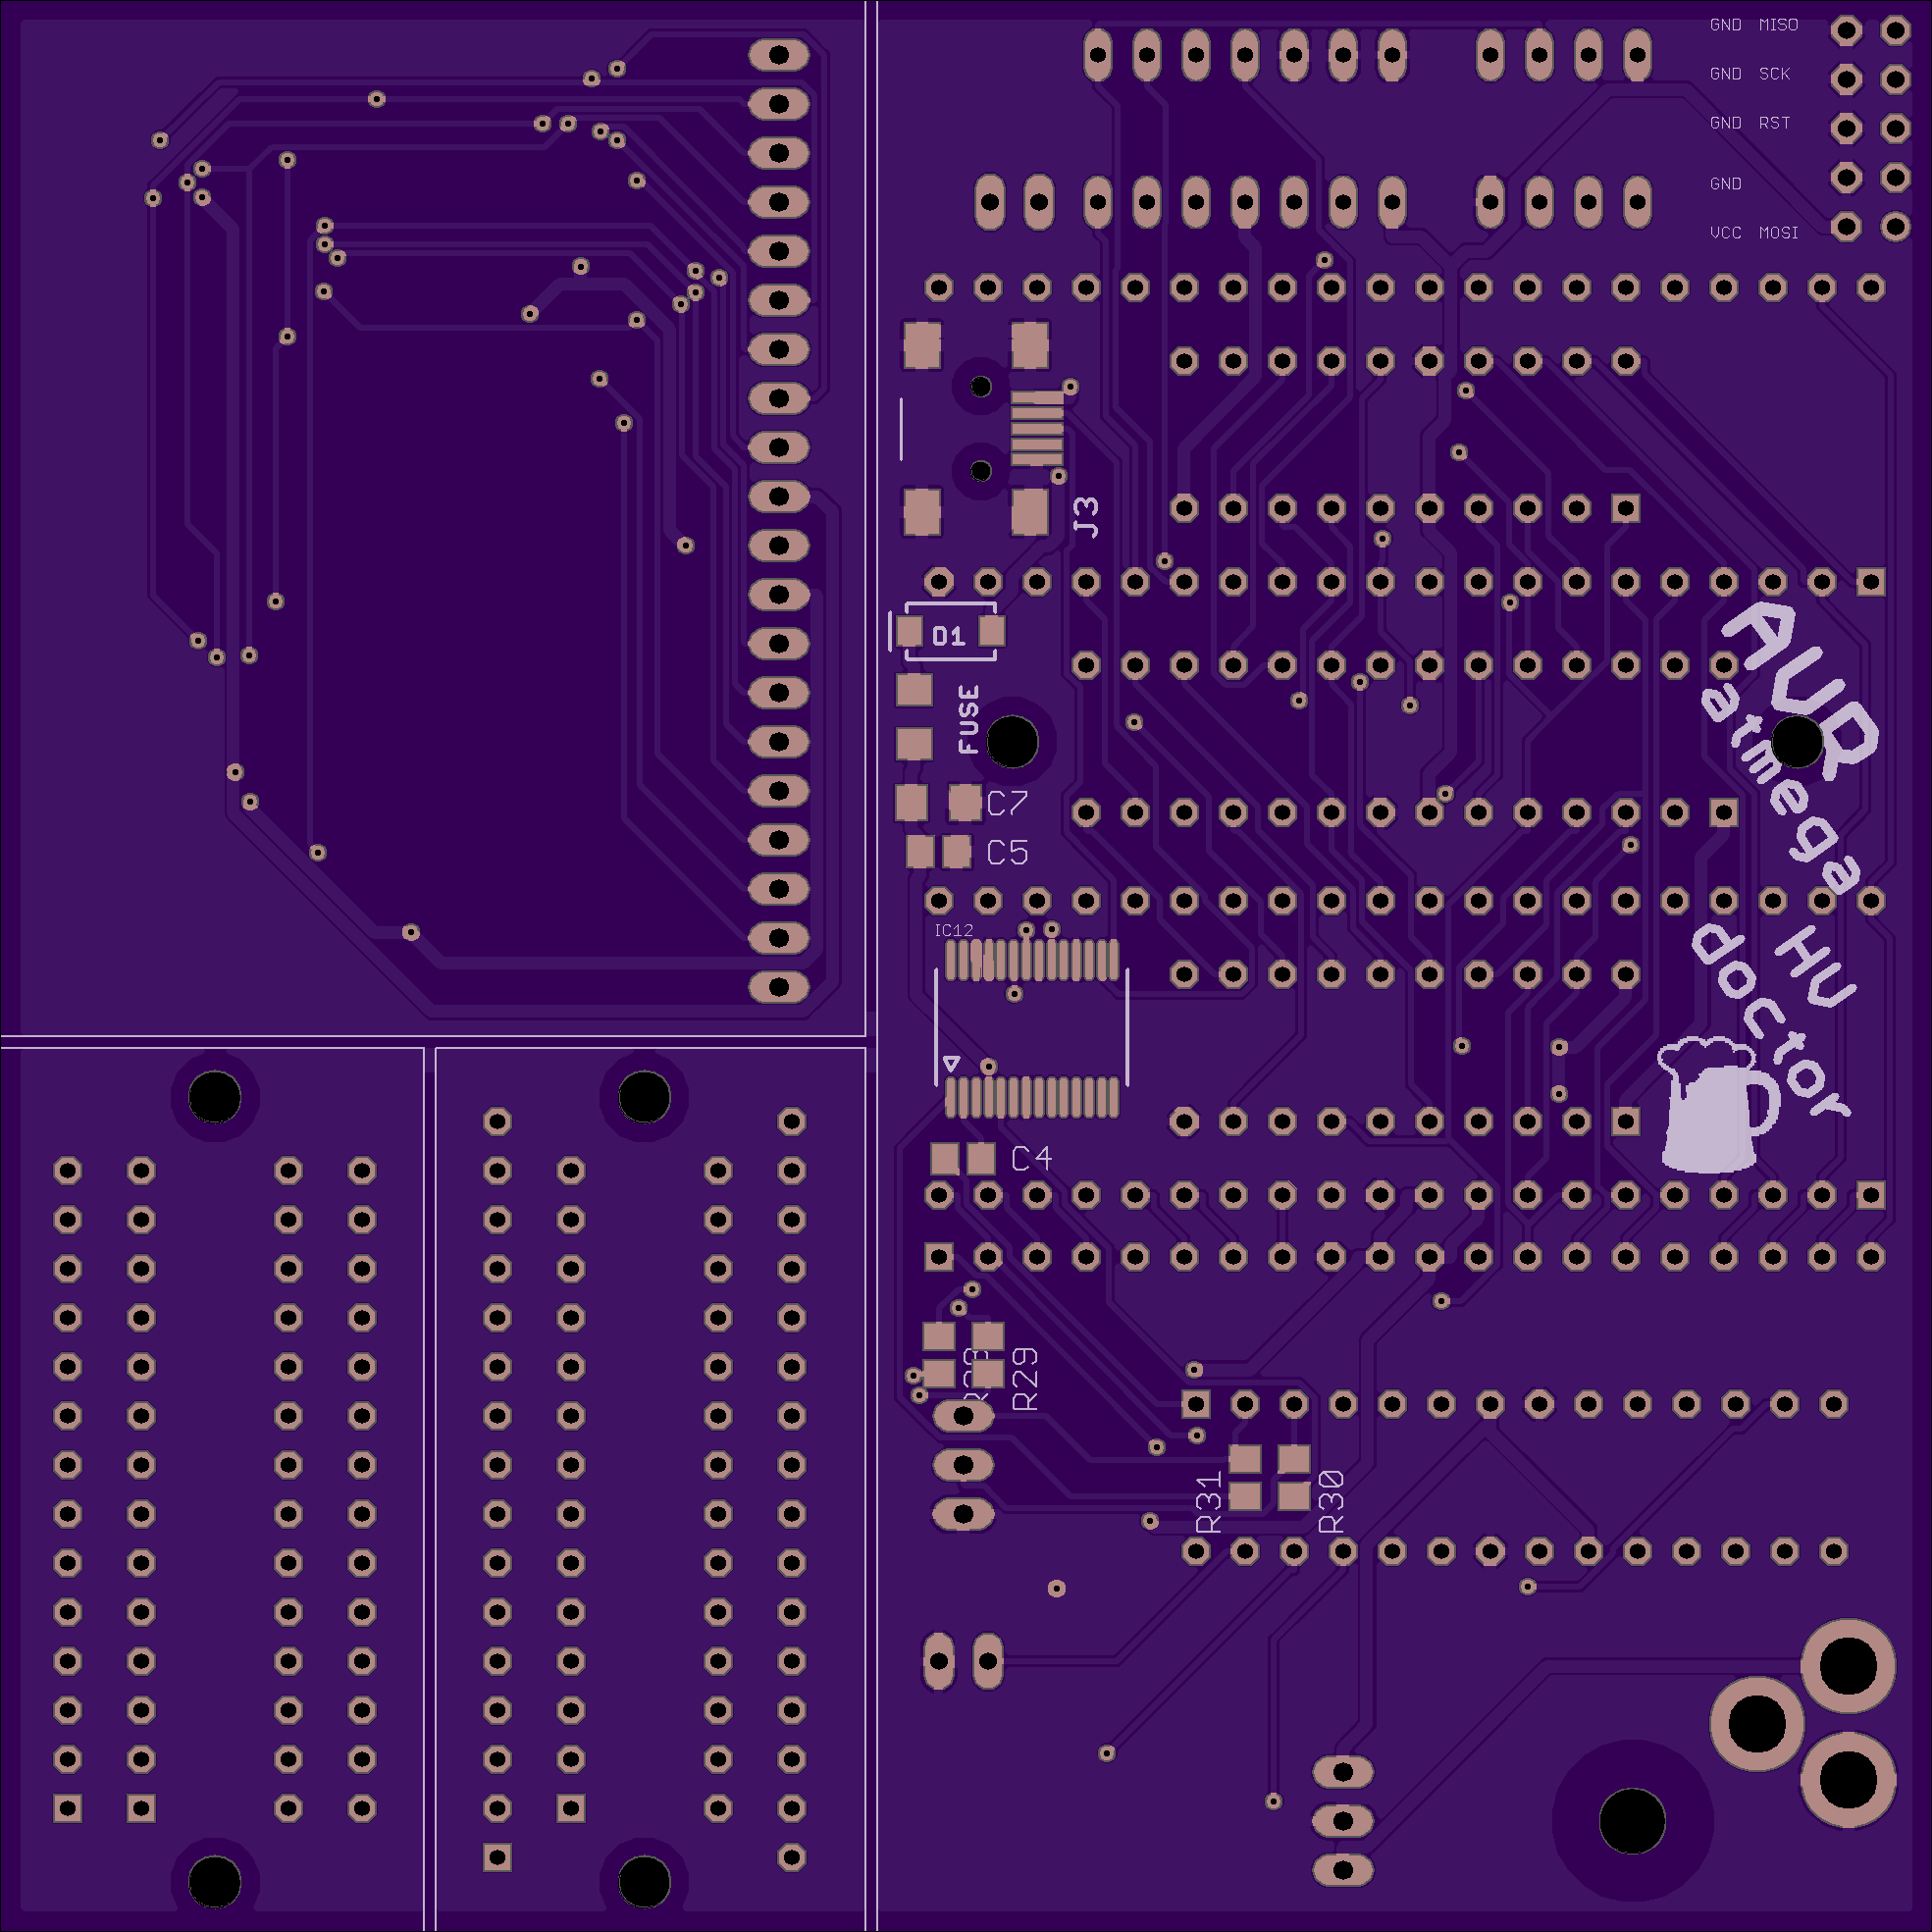 GND MISO
GND SCK
GND RST
GND
VCC MOSI
J3
D1
FUSE
C7
C5
AVR
atmega
IC12
HV
doctor
C4
R29
R31
R30